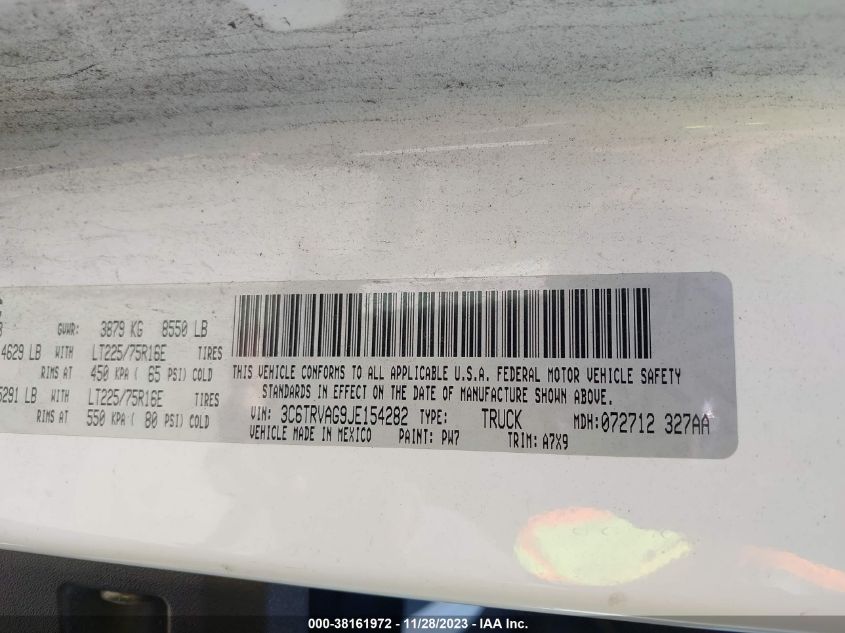 GVWR: 3879 KG 8550 LB
4629 LB WITH LT225/75R16E TIRES
RIMS AT 450 KPA ( 65 PSI) COLD
5291 LB WITH LT225/75R16E TIRES
RIMS AT 550 KPA ( 80 PSI) COLD
THIS VEHICLE CONFORMS TO ALL APPLICABLE U.S.A. FEDERAL MOTOR VEHICLE SAFETY
STANDARDS IN EFFECT ON THE DATE OF MANUFACTURE SHOWN ABOVE.
VIN: 3C6TRVAG9JE154282 TYPE: TRUCK MDH:072712 327AA
VEHICLE MADE IN MEXICO PAINT: PW7 TRIM: A7X9
000-38161972 - 11/28/2023 - IAA Inc.